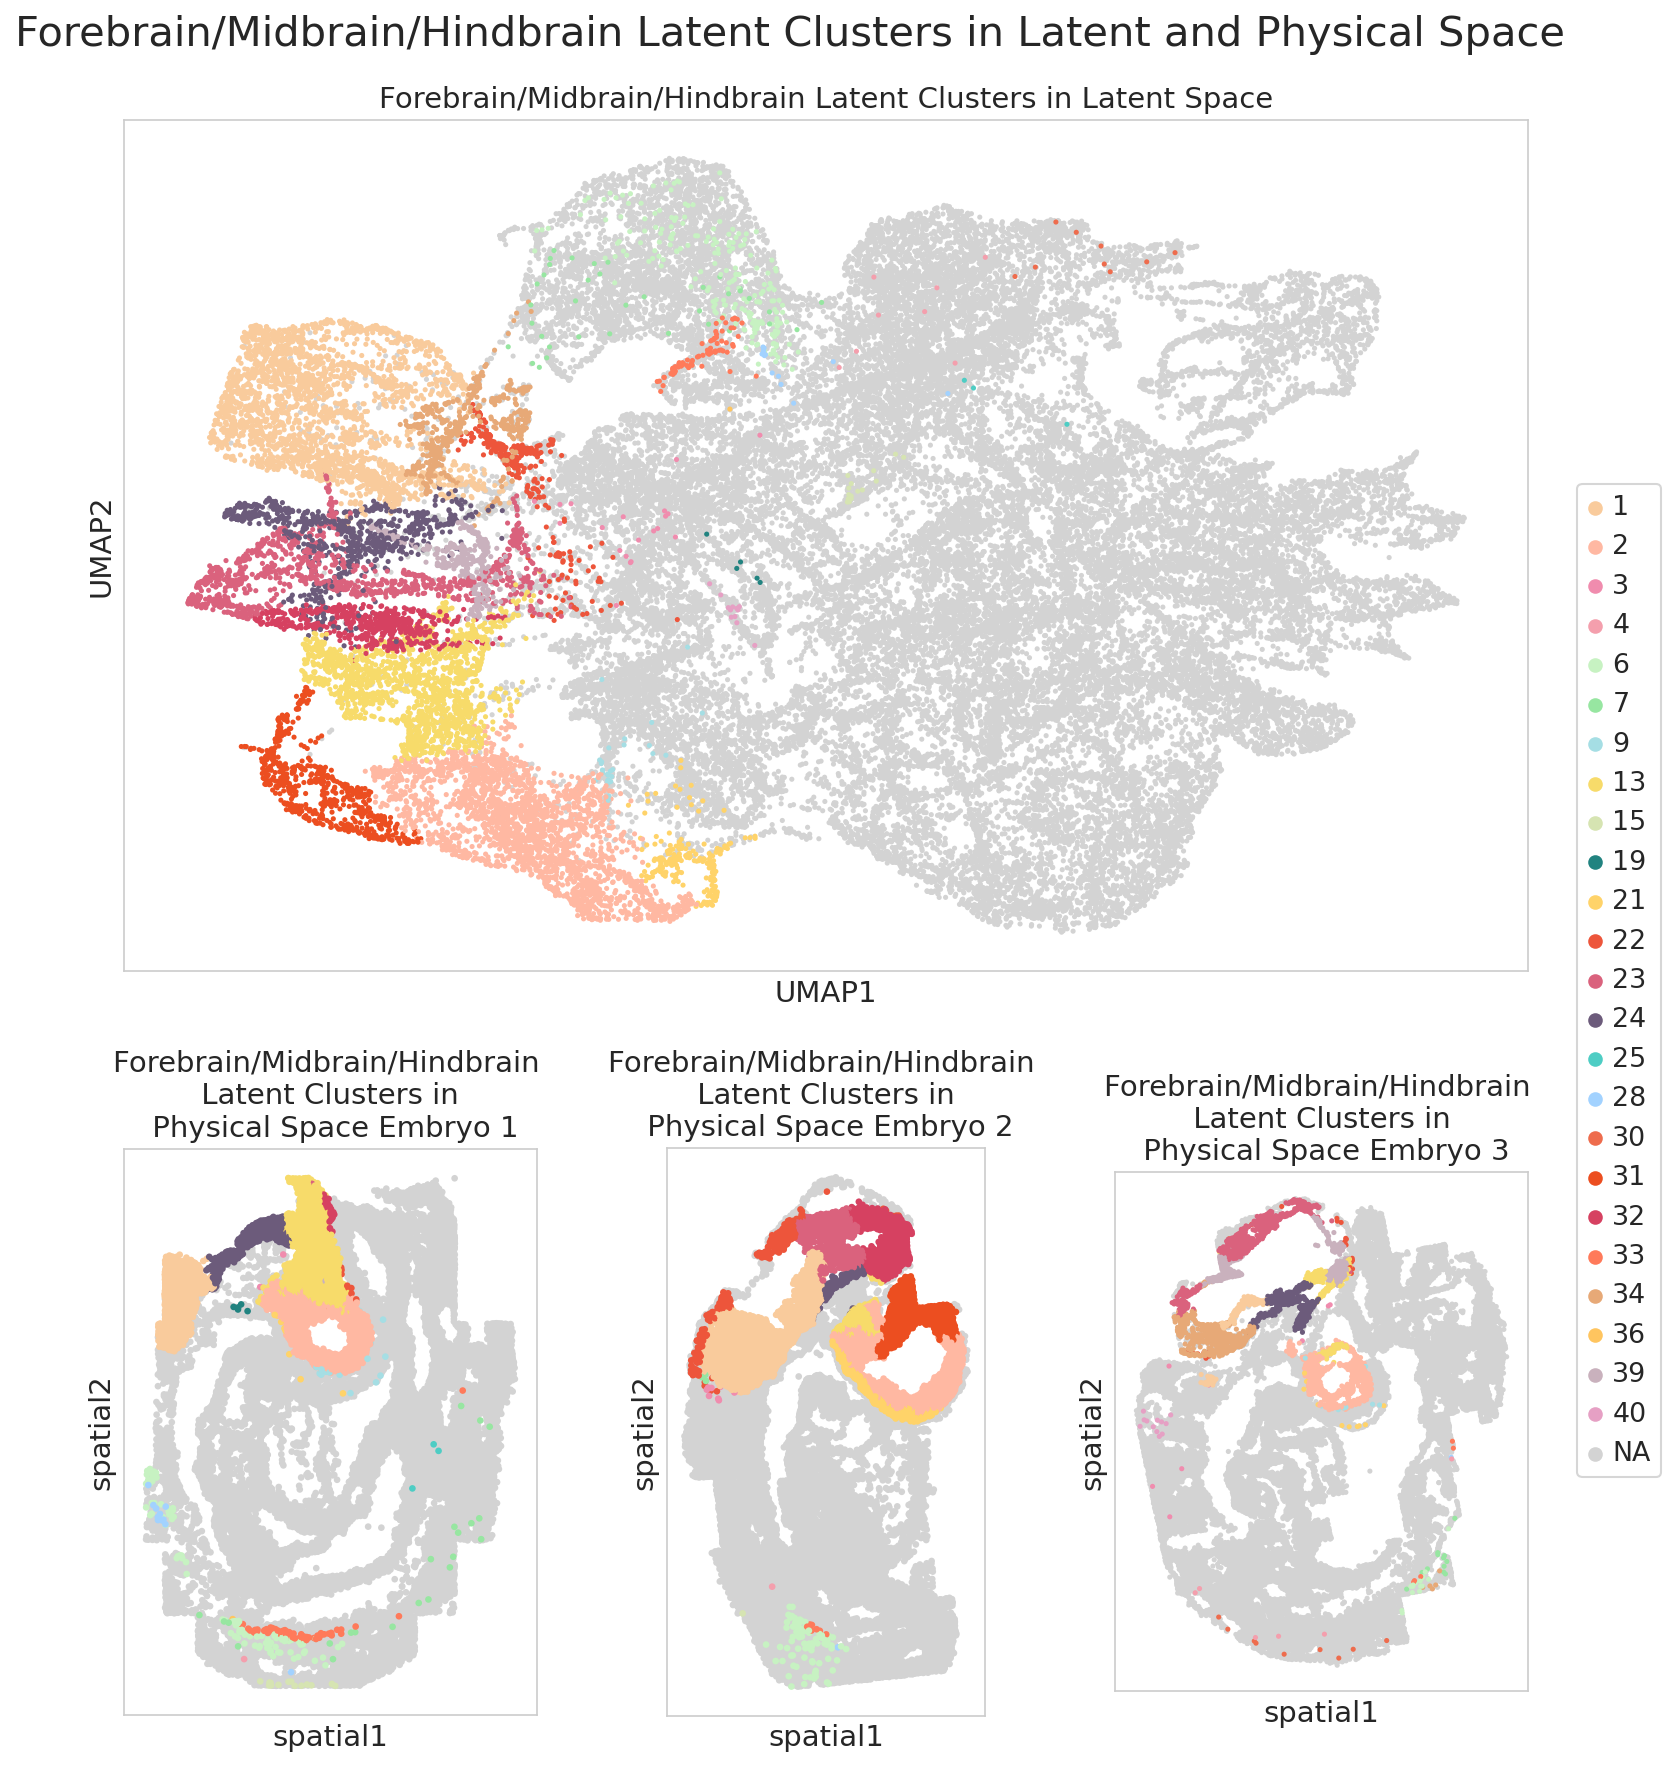 Forebrain/Midbrain/Hindbrain Latent Clusters in Latent and Physical Space
Forebrain/Midbrain/Hindbrain Latent Clusters in Latent Space
UMAP2
UMAP1
1
2
3
4
6
7
9
13
15
19
21
22
23
24
25
28
30
31
32
33
34
36
39
40
NA
Forebrain/Midbrain/Hindbrain
Latent Clusters in
Physical Space Embryo 1
spatial2
spatial1
Forebrain/Midbrain/Hindbrain
Latent Clusters in
Physical Space Embryo 2
spatial2
spatial1
Forebrain/Midbrain/Hindbrain
Latent Clusters in
Physical Space Embryo 3
spatial2
spatial1